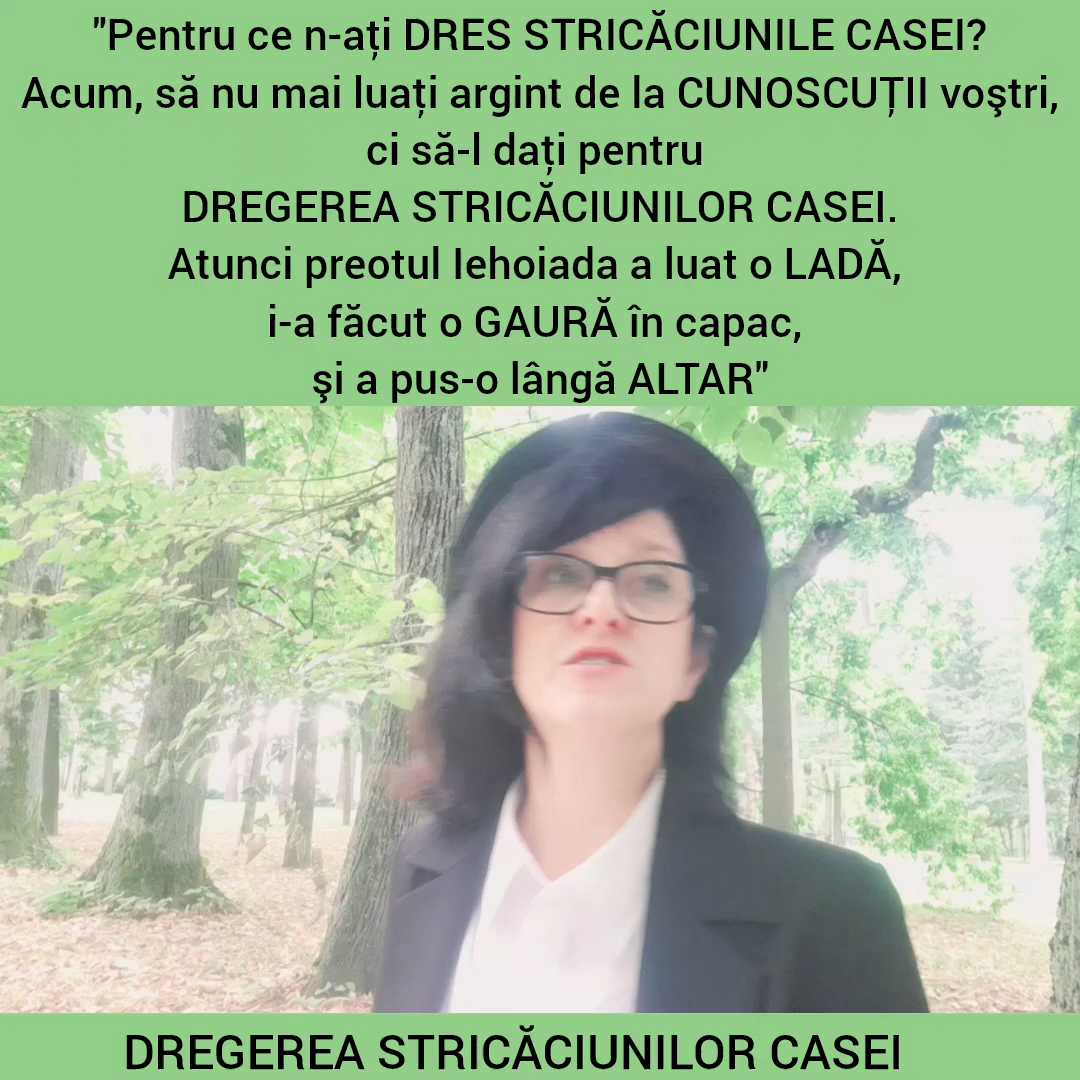 "Pentru ce n-ați DRES STRICĂCIUNILE CASEI?
Acum, să nu mai luați argint de la CUNOSCUȚII voştri,
ci să-l dați pentru
DREGEREA STRICĂCIUNILOR CASEI.
Atunci preotul Iehoiada a luat o LADĂ,
i-a făcut o GAURĂ în capac,
şi a pus-o lângă ALTAR"
DREGEREA STRICĂCIUNILOR CASEI